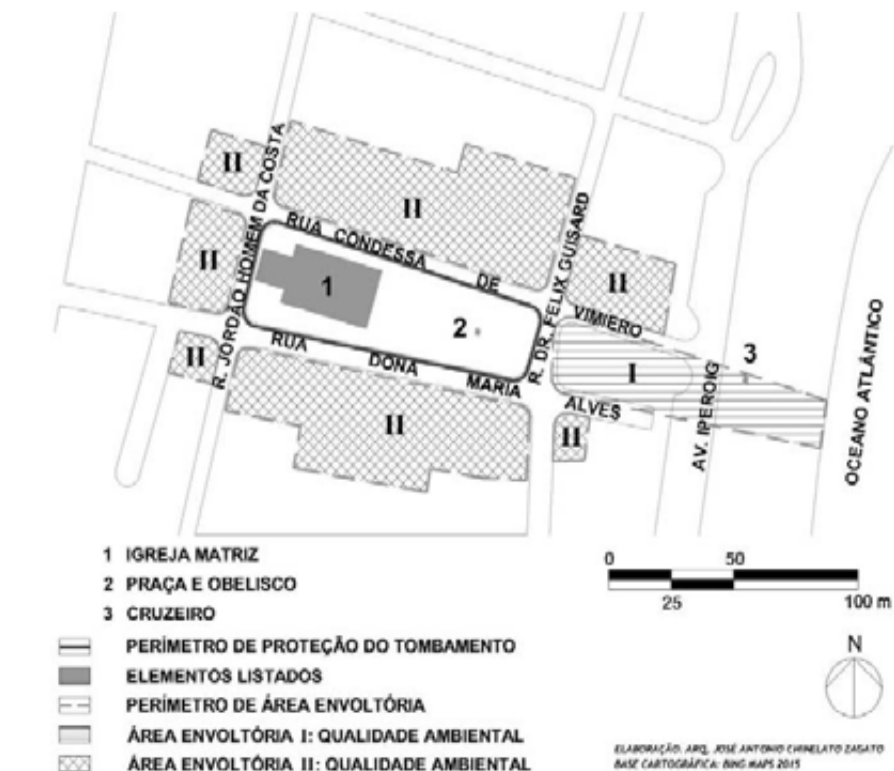 II
R. JORDÃO HOMEM DA COSTA
II
RUA CONDESSA DE VIMIERO
II
II
1
2
R. DR. FELIX GUISARD
3
I
II
RUA DONA MARIA ALVES
II
II
AV. IPEROIG
OCEANO ATLÂNTICO
1 IGREJA MATRIZ
2 PRAÇA E OBELISCO
3 CRUZEIRO
PERÍMETRO DE PROTEÇÃO DO TOMBAMENTO
ELEMENTOS LISTADOS
PERÍMETRO DE ÁREA ENVOLTÓRIA
ÁREA ENVOLTÓRIA I: QUALIDADE AMBIENTAL
ÁREA ENVOLTÓRIA II: QUALIDADE AMBIENTAL
0 50
25 100 m
N
ELABORAÇÃO: ARQ. JOSÉ ANTONIO CHINELATO ZAGATO
BASE CARTOGRÁFICA: BING MAPS 2015